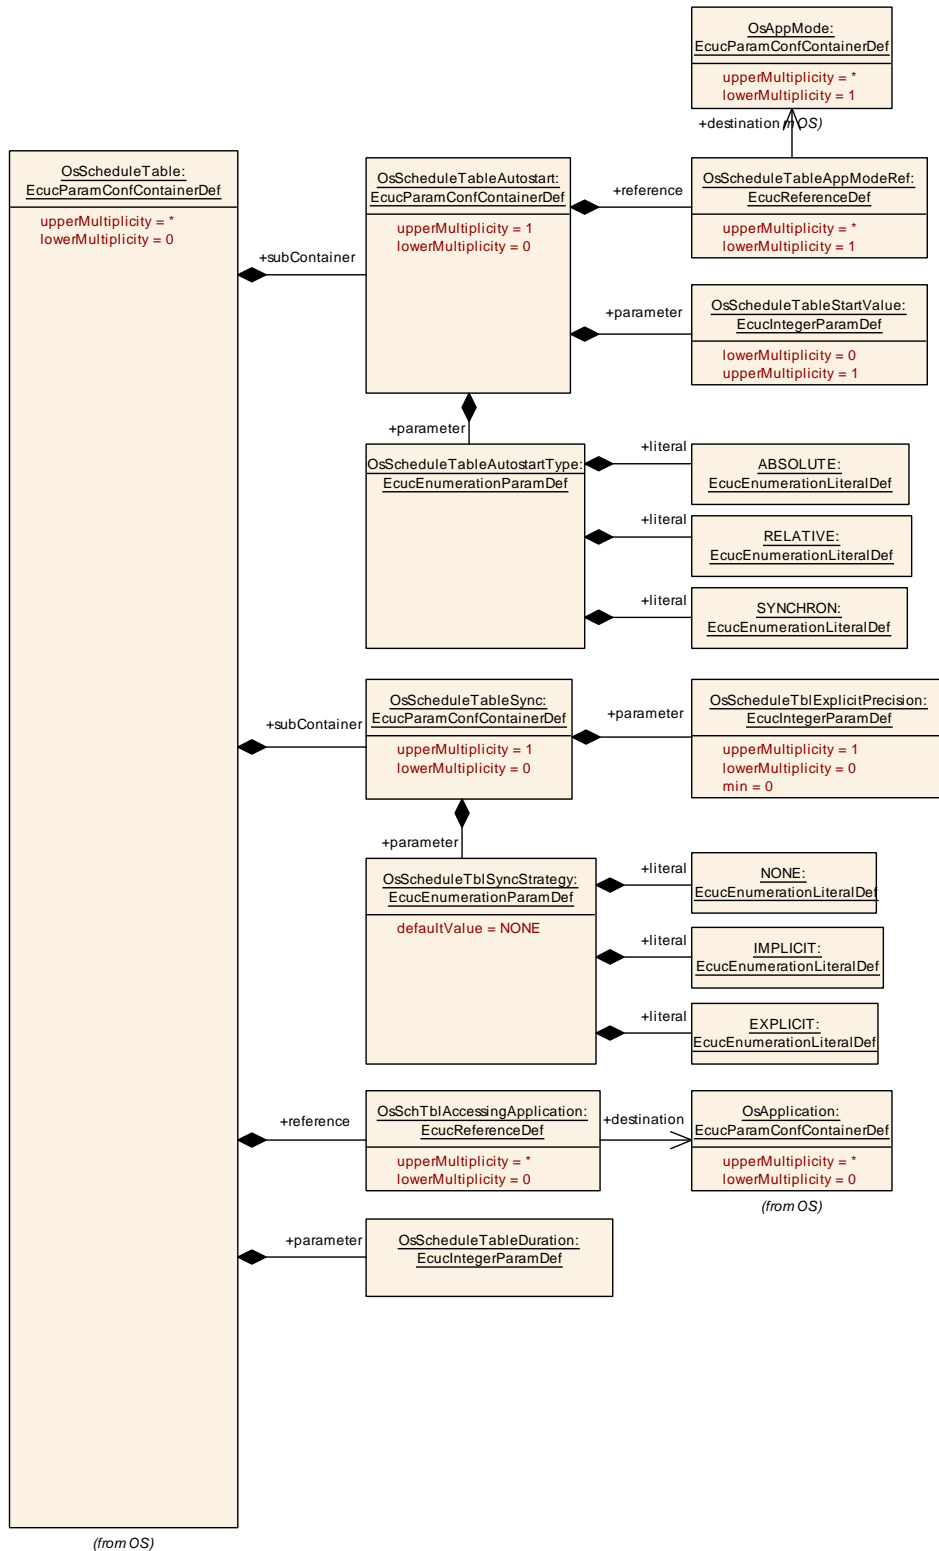 OsAppMode:
EcucParamConfContainerDef
upperMultiplicity = *
lowerMultiplicity = 1
+destination
OS)
OsScheduleTable:
EcucParamConfContainerDef
upperMultiplicity = *
lowerMultiplicity = 0
OsScheduleTableAutostart:
EcucParamConfContainerDef
upperMultiplicity = 1
lowerMultiplicity = 0
+reference
OsScheduleTableAppModeRef:
EcucReferenceDef
upperMultiplicity = *
lowerMultiplicity = 1
+subContainer
+parameter
OsScheduleTableStartValue:
EcucIntegerParamDef
lowerMultiplicity = 0
upperMultiplicity = 1
+parameter
OsScheduleTableAutostartType:
EcucEnumerationParamDef
+literal
ABSOLUTE:
EcucEnumerationLiteralDef
+literal
RELATIVE:
EcucEnumerationLiteralDef
+literal
SYNCHRON:
EcucEnumerationLiteralDef
+subContainer
OsScheduleTableSync:
EcucParamConfContainerDef
upperMultiplicity = 1
lowerMultiplicity = 0
+parameter
OsScheduleTblExplicitPrecision:
EcucIntegerParamDef
upperMultiplicity = 1
lowerMultiplicity = 0
min = 0
+parameter
OsScheduleTblSyncStrategy:
EcucEnumerationParamDef
defaultValue = NONE
+literal
NONE:
EcucEnumerationLiteralDef
+literal
IMPLICIT:
EcucEnumerationLiteralDef
+literal
EXPLICIT:
EcucEnumerationLiteralDef
+reference
OsSchTblAccessingApplication:
EcucReferenceDef
upperMultiplicity = *
lowerMultiplicity = 0
+destination
OsApplication:
EcucParamConfContainerDef
upperMultiplicity = *
lowerMultiplicity = 0
(from OS)
+parameter
OsScheduleTableDuration:
EcucIntegerParamDef
(from OS)